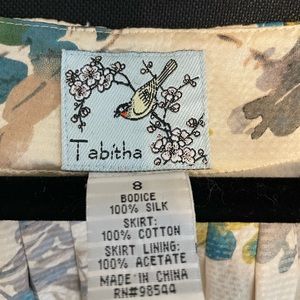 Tabitha
8
BODICE
100% SILK
SKIRT:
100% COTTON
SKIRT LINING:
100% ACETATE
MADE IN CHINA
RN#98544